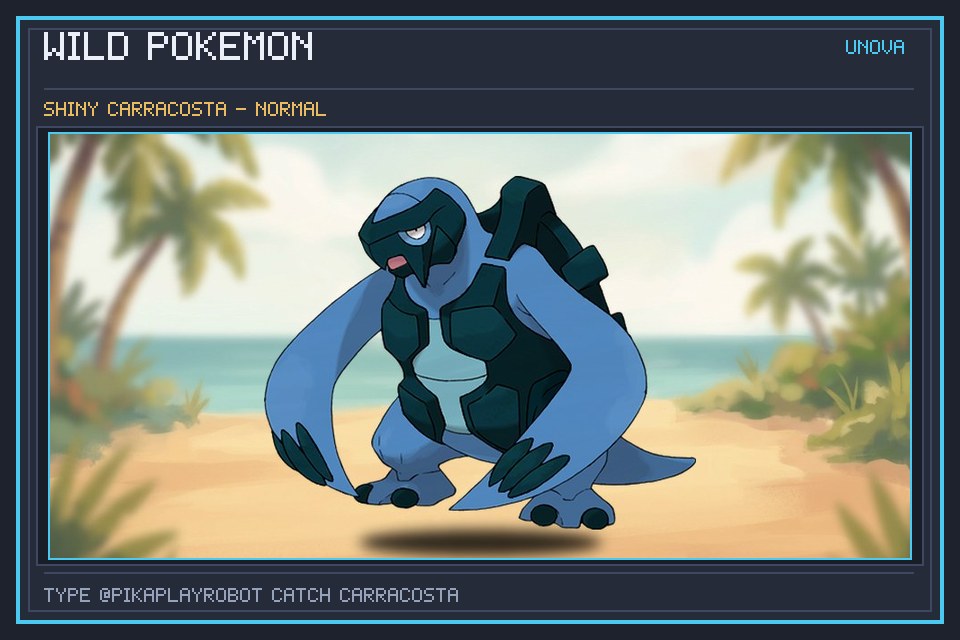 WILD POKEMON
UNOVA
SHINY CARRACOSTA - NORMAL
TYPE @PIKAPLAYROBOT CATCH CARRACOSTA